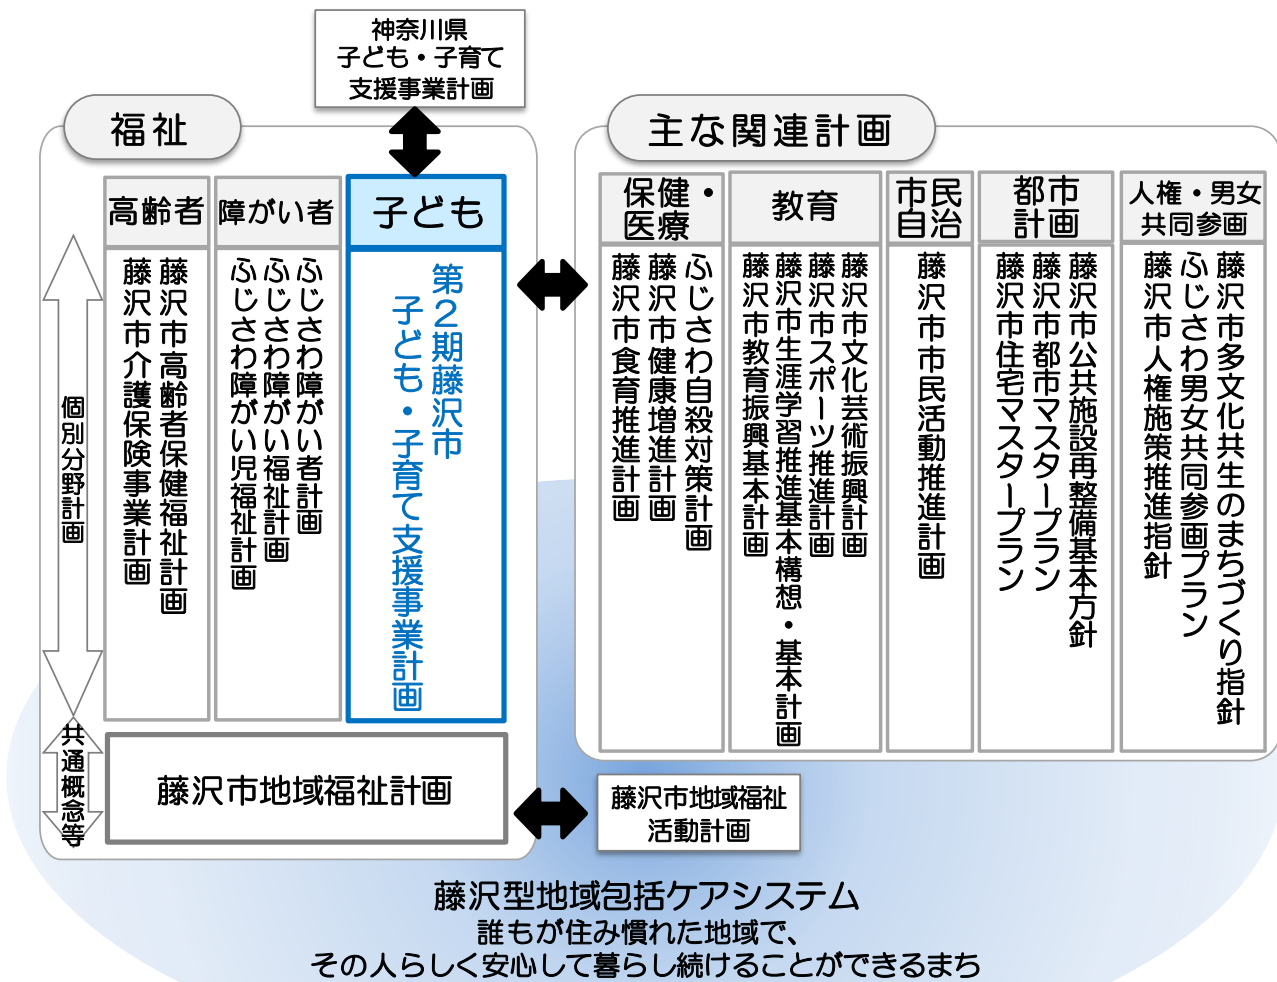 神奈川県
子ども・子育て
支援事業計画
福祉
主な関連計画
高齢者
障がい者
子ども
藤沢市高齢者保健福祉計画
藤沢市介護保険事業計画
ふじさわ障がい者計画
ふじさわ障がい福祉計画
ふじさわ障がい児福祉計画
第2期藤沢市
子ども・子育て支援事業計画
個別分野計画
共通概念等
藤沢市地域福祉計画
保健・
医療
教育
市民
自治
都市
計画
人権・男女
共同参画
ふじさわ自殺対策計画
藤沢市健康増進計画
藤沢市食育推進計画
藤沢市文化芸術振興計画
藤沢市スポーツ推進計画
藤沢市生涯学習推進基本構想・基本計画
藤沢市教育振興基本計画
藤沢市市民活動推進計画
藤沢市公共施設再整備基本方針
藤沢市都市マスタープラン
藤沢市住宅マスタープラン
藤沢市多文化共生のまちづくり指針
ふじさわ男女共同参画プラン
藤沢市人権施策推進指針
藤沢市地域福祉
活動計画
藤沢型地域包括ケアシステム
誰もが住み慣れた地域で、
その人らしく安心して暮らし続けることができるまち